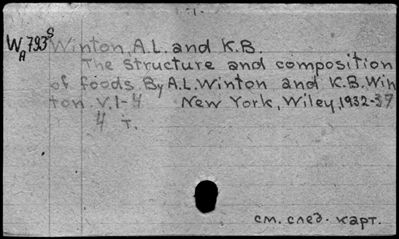 W 793 s Winton, A.L. and K.B.
A
The structure and composition
of foods By A.L. Winton and K.B. Win
ton V.1-4 New York, Wiley, 1932-37
4 т.
см. след. карт.